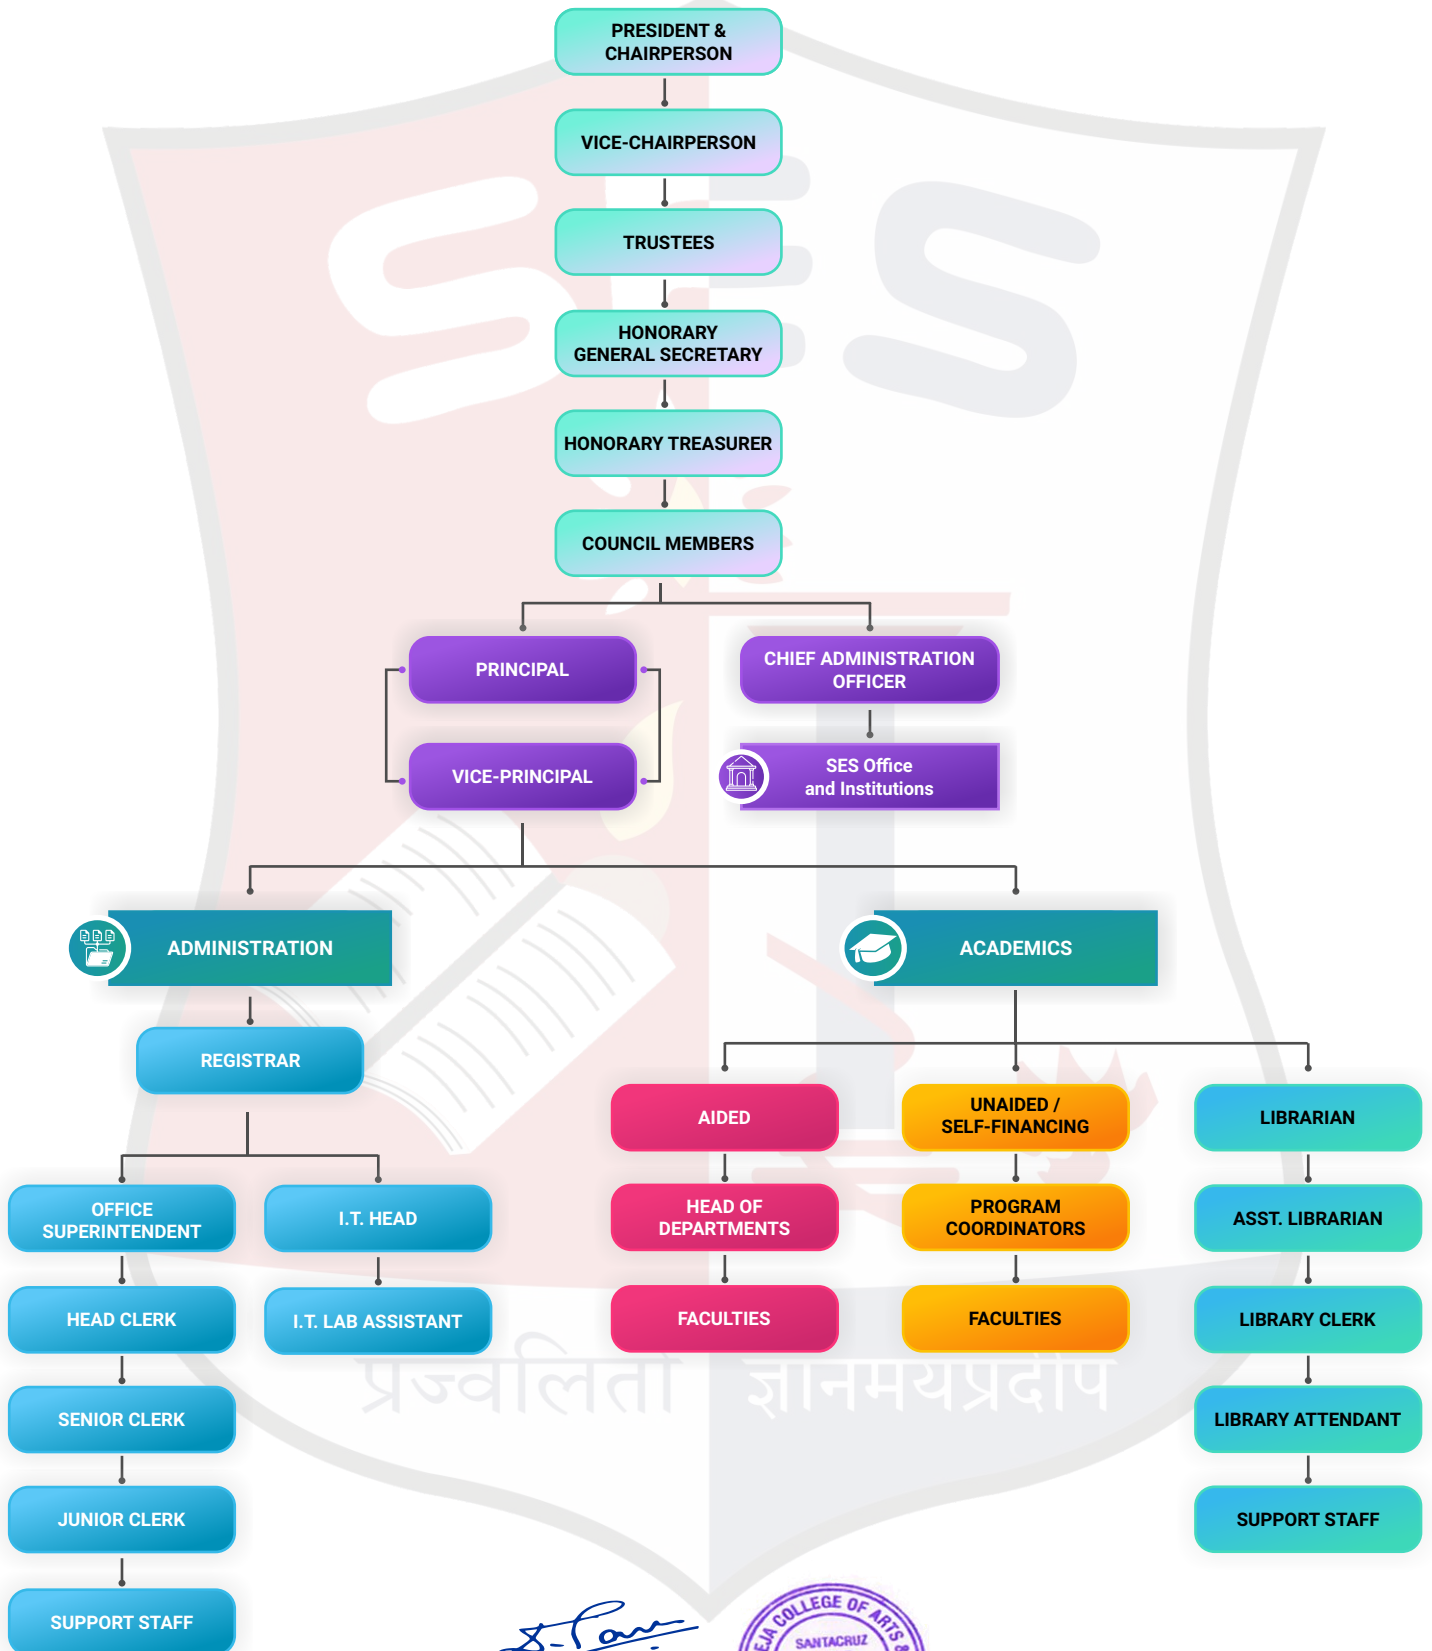 SES
PRESIDENT &
CHAIRPERSON
VICE-CHAIRPERSON
TRUSTEES
HONORARY
GENERAL SECRETARY
HONORARY TREASURER
COUNCIL MEMBERS
PRINCIPAL
CHIEF ADMINISTRATION
OFFICER
VICE-PRINCIPAL
SES Office
and Institutions
ADMINISTRATION
ACADEMICS
REGISTRAR
OFFICE
SUPERINTENDENT
I.T. HEAD
HEAD CLERK
I.T. LAB ASSISTANT
SENIOR CLERK
JUNIOR CLERK
SUPPORT STAFF
AIDED
HEAD OF
DEPARTMENTS
FACULTIES
UNAIDED /
SELF-FINANCING
PROGRAM
COORDINATORS
FACULTIES
LIBRARIAN
ASST. LIBRARIAN
LIBRARY CLERK
LIBRARY ATTENDANT
SUPPORT STAFF
प्रज्वलितो ज्ञानमयप्रदीप
COLLEGE OF ARTS &
SANTACRUZ